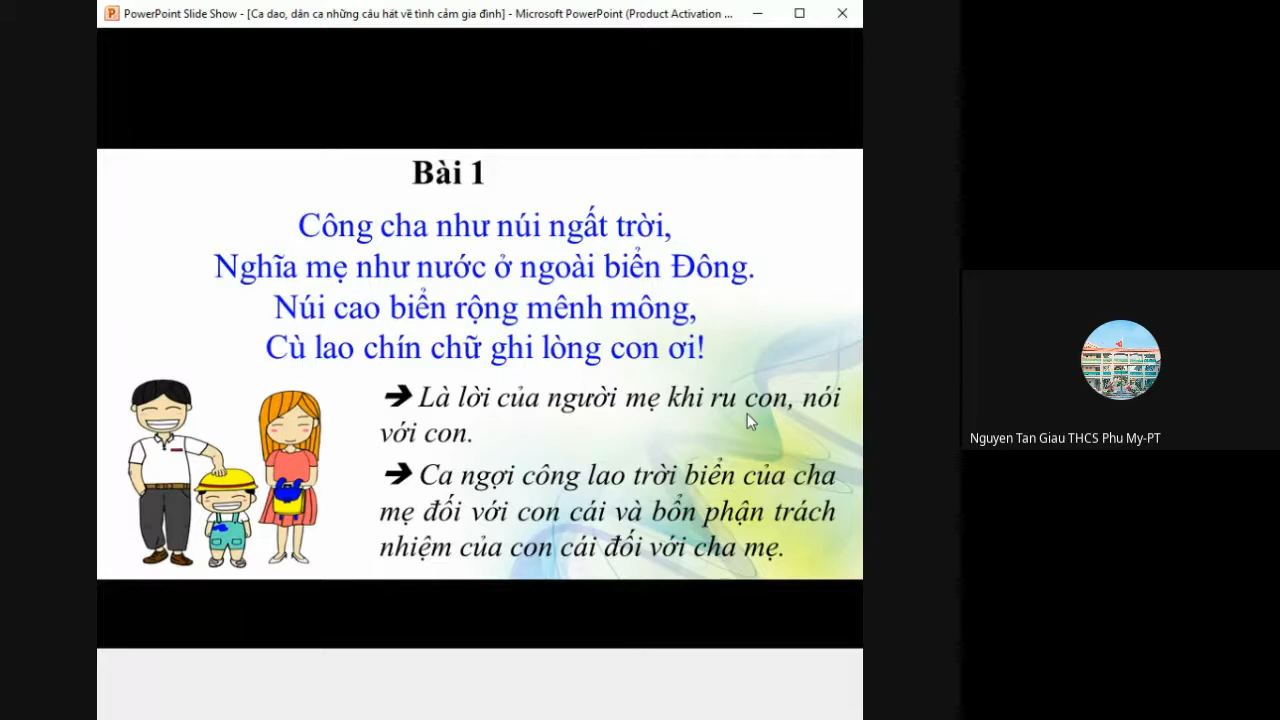 PowerPoint Slide Show - [Ca dao, dân ca những câu hát về tình cảm gia đình] - Microsoft PowerPoint (Product Activation ...
Bài 1
Công cha như núi ngất trời,
Nghĩa mẹ như nước ở ngoài biển Đông.
Núi cao biển rộng mênh mông,
Cù lao chín chữ ghi lòng con ơi!
➔ Là lời của người mẹ khi ru con, nói
với con.
➔ Ca ngợi công lao trời biển của cha
mẹ đối với con cái và bổn phận trách
nhiệm của con cái đối với cha mẹ.
Nguyen Tan Giau THCS Phu My-PT